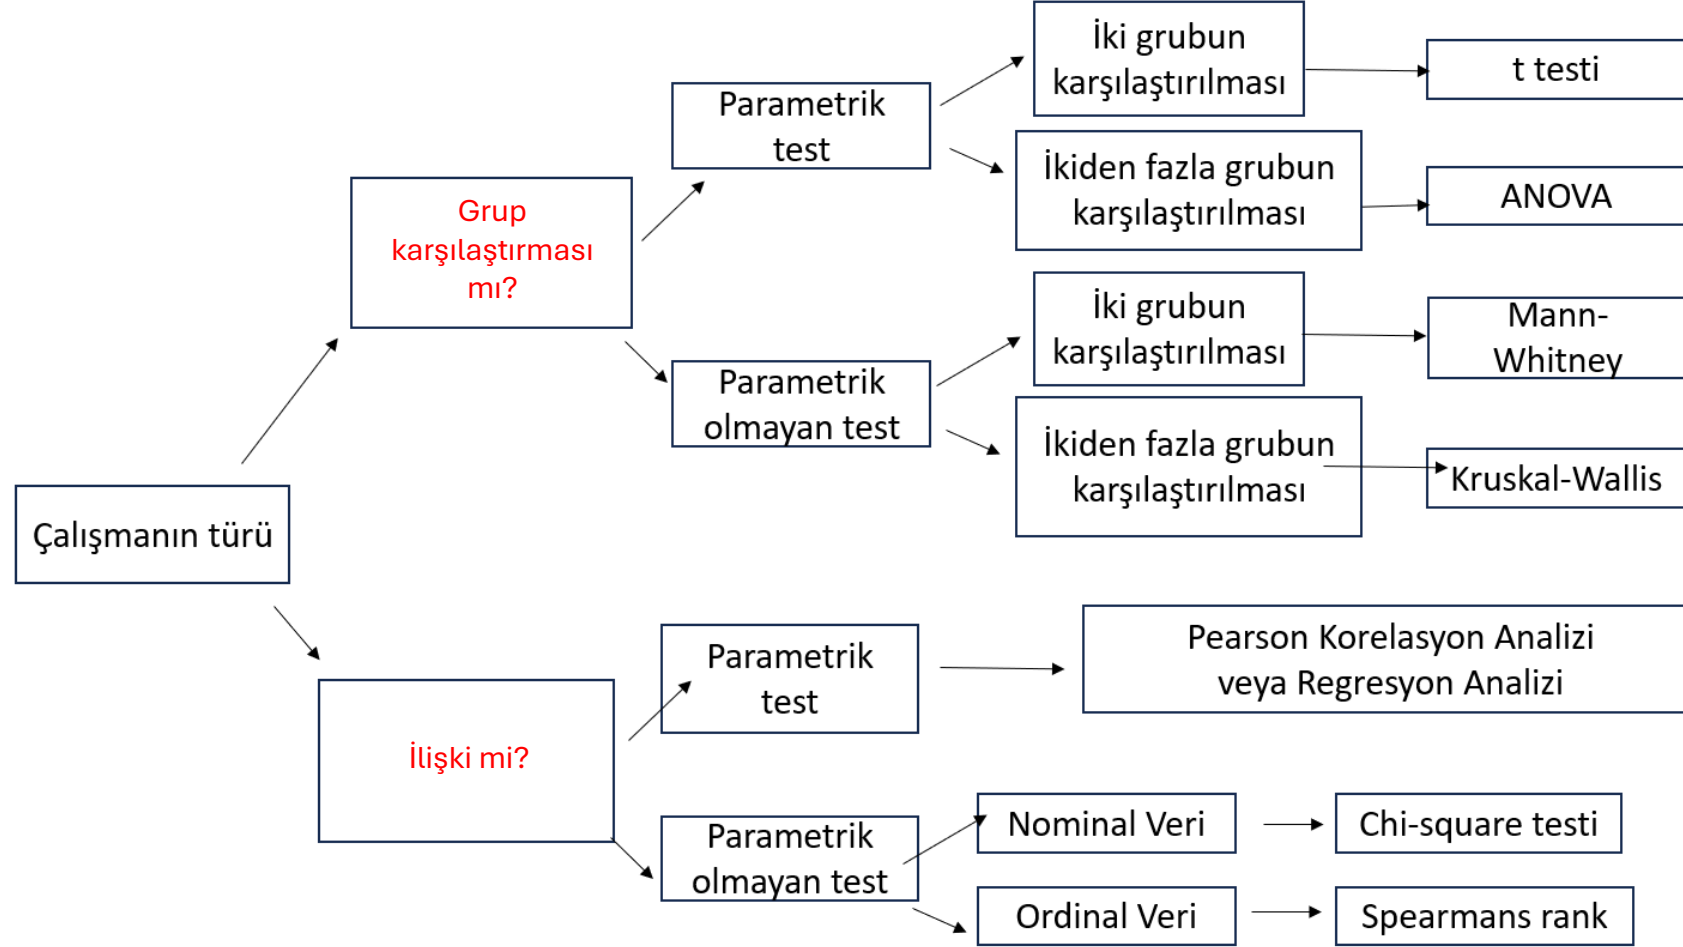 Çalışmanın türü
Grup
karşılaştırması
mı?
Parametrik
test
İki grubun
karşılaştırılması
t testi
İkiden fazla grubun
karşılaştırılması
ANOVA
Parametrik
olmayan test
İki grubun
karşılaştırılması
Mann-
Whitney
İkiden fazla grubun
karşılaştırılması
Kruskal-Wallis
İlişki mi?
Parametrik
test
Pearson Korelasyon Analizi
veya Regresyon Analizi
Parametrik
olmayan test
Nominal Veri
Chi-square testi
Ordinal Veri
Spearmans rank